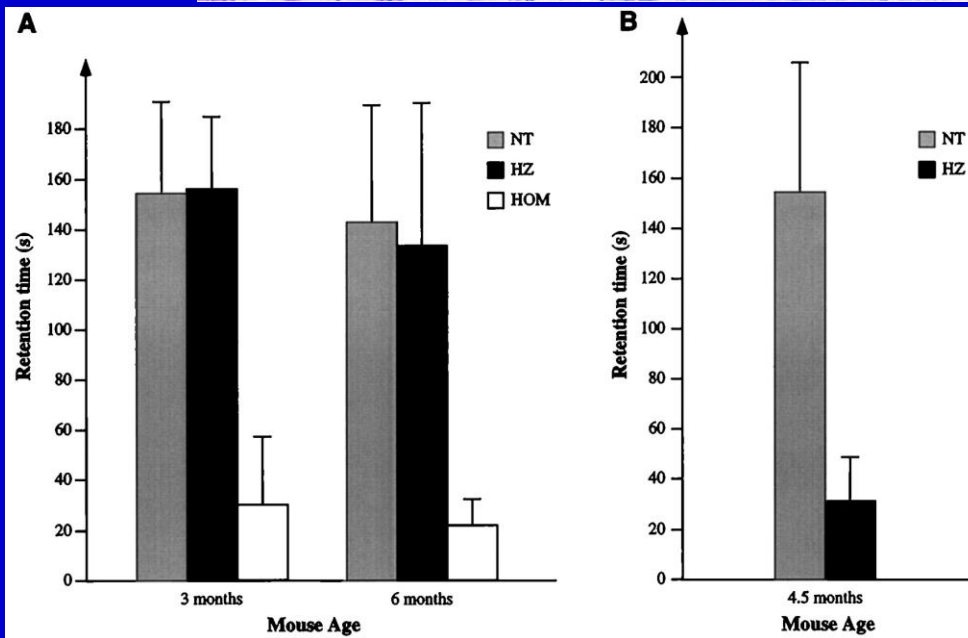 A
Retention time (s)
180
160
140
120
100
80
60
40
20
0
NT
HZ
HOM
3 months
6 months
Mouse Age
B
Retention time (s)
200
180
160
140
120
100
80
60
40
20
0
NT
HZ
4.5 months
Mouse Age